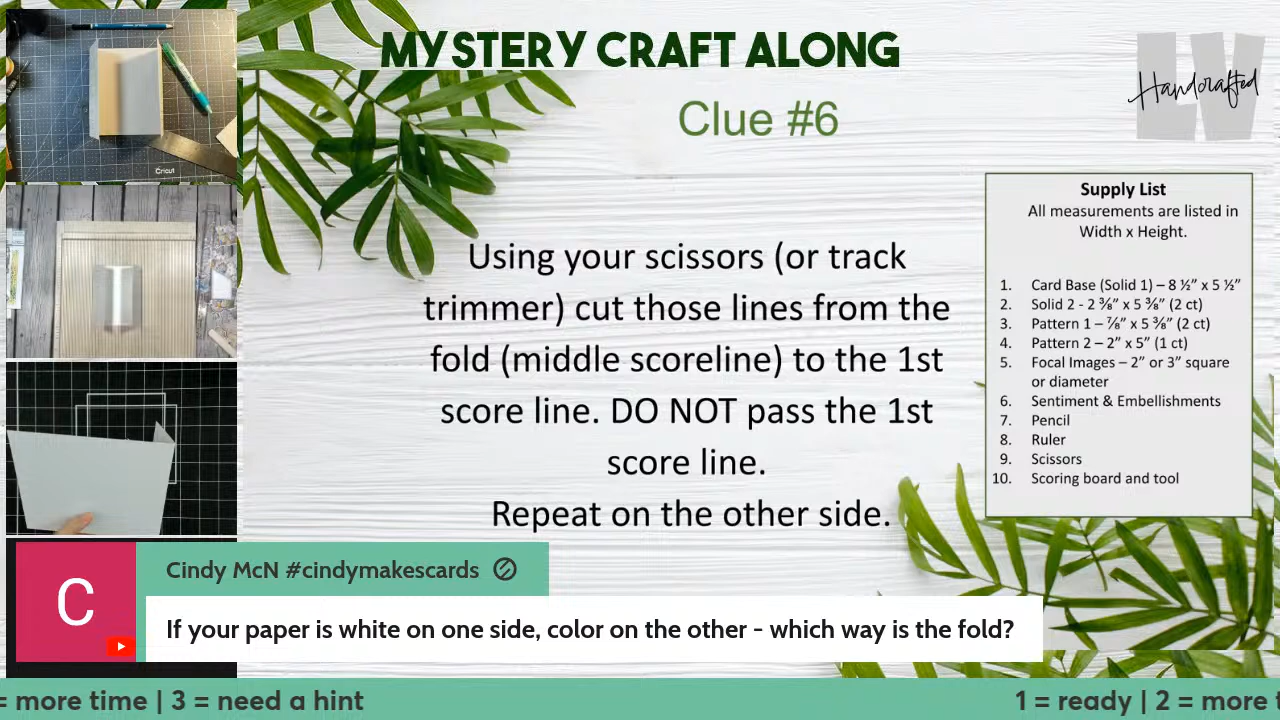 MYSTERY CRAFT ALONG
Clue #6
Handcrafted
Using your scissors (or track
trimmer) cut those lines from the
fold (middle scoreline) to the 1st
score line. DO NOT pass the 1st
score line.
Repeat on the other side.
Supply List
All measurements are listed in
Width x Height.
1. Card Base (Solid 1) – 8 ½” x 5 ½”
2. Solid 2 - 2 ⅜” x 5 ⅜” (2 ct)
3. Pattern 1 – ⅞” x 5 ⅜” (2 ct)
4. Pattern 2 – 2” x 5” (1 ct)
5. Focal Images – 2” or 3” square
or diameter
6. Sentiment & Embellishments
7. Pencil
8. Ruler
9. Scissors
10. Scoring board and tool
Cricut
C
Cindy McN #cindymakescards
If your paper is white on one side, color on the other - which way is the fold?
= more time | 3 = need a hint
1 = ready | 2 = more